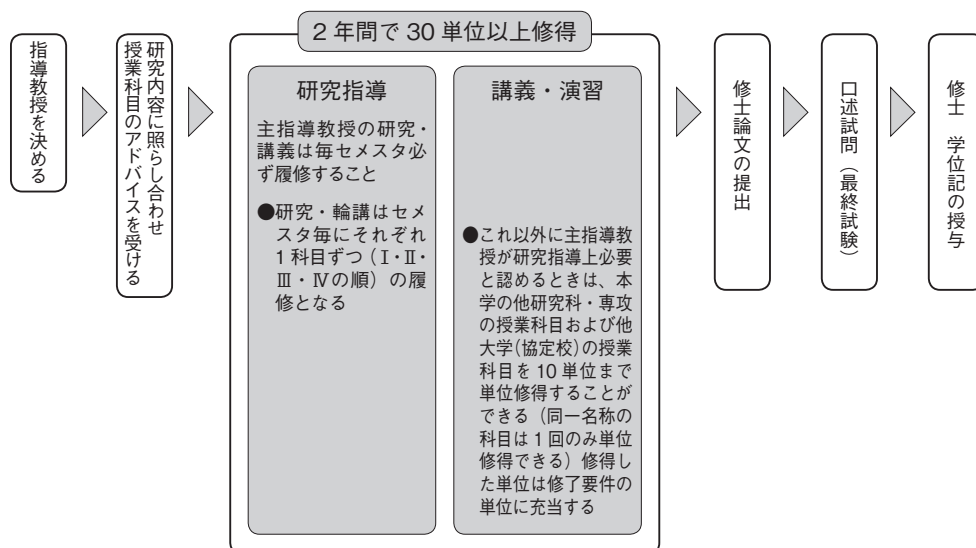 指導教授を決める
研究内容に照らし合わせ
授業科目のアドバイスを受ける
2年間で30単位以上修得
研究指導
主指導教授の研究・
講義は毎セメスタ必
ず履修すること
●研究・輪講はセメ
スタ毎にそれぞれ
1科目ずつ（Ⅰ・Ⅱ・
Ⅲ・Ⅳの順）の履
修となる
講義・演習
●これ以外に主指導教
授が研究指導上必要
と認めるときは、本
学の他研究科・専攻
の授業科目および他
大学(協定校)の授業
科目を10単位まで
単位修得することが
できる（同一名称の
科目は1回のみ単位
修得できる）修得し
た単位は修了要件の
単位に充当する
修士論文の提出
口述試問（最終試験）
修士　学位記の授与